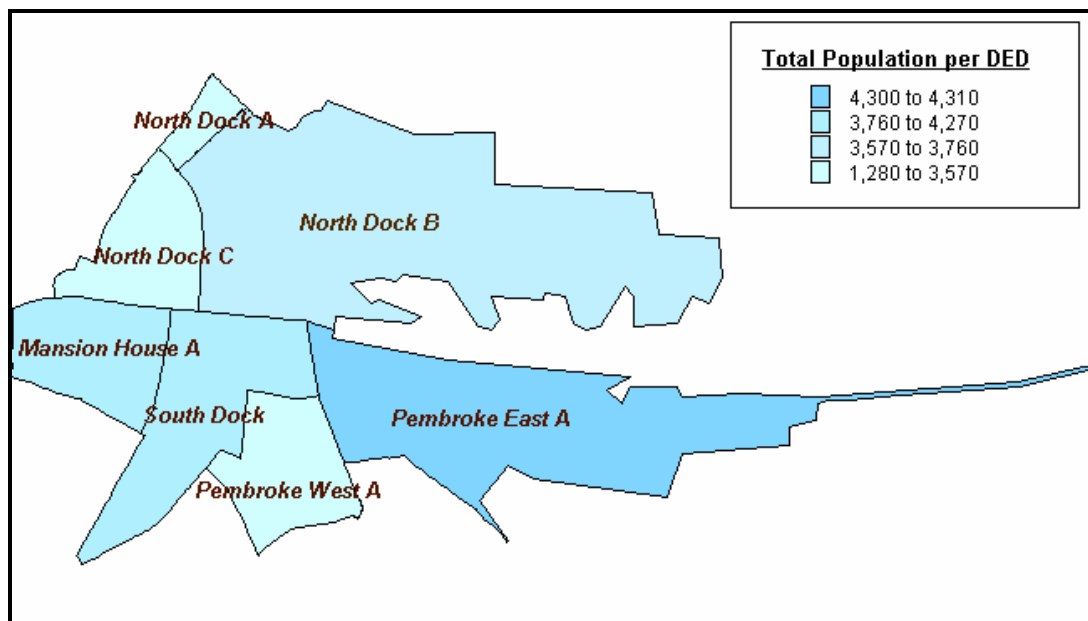 Total Population per DED
4,300 to 4,310
3,760 to 4,270
3,570 to 3,760
1,280 to 3,570
North Dock A
North Dock B
North Dock C
Mansion House A
South Dock
Pembroke East A
Pembroke West A